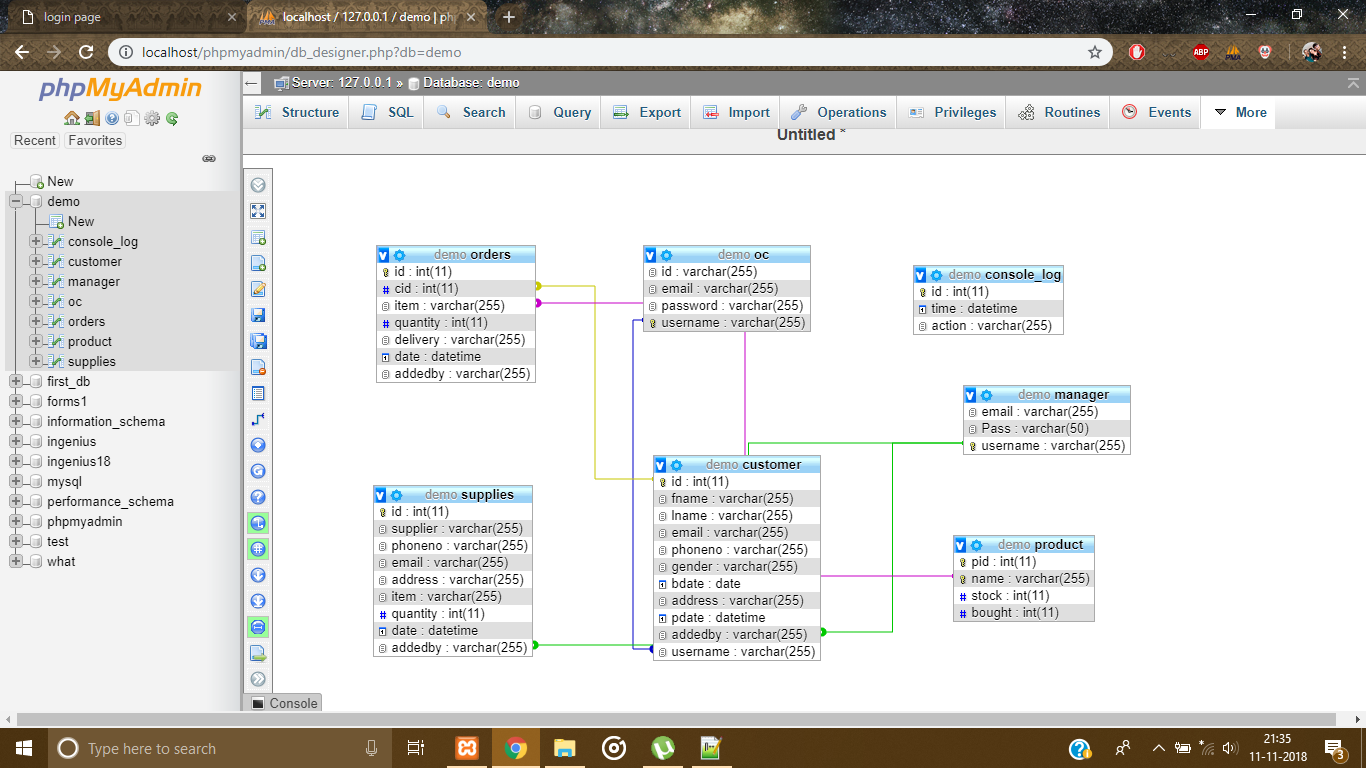 login page
localhost / 127.0.0.1 / demo | ph
localhost/phpmyadmin/db_designer.php?db=demo
ABP
phpMyAdmin
Recent
Favorites
New
demo
New
console_log
customer
manager
oc
orders
product
supplies
first_db
forms1
information_schema
ingenius
ingenius18
mysql
performance_schema
phpmyadmin
test
what
Server: 127.0.0.1 » Database: demo
Structure
SQL
Search
Query
Export
Import
Operations
Privileges
Routines
Events
More
Untitled *
demo orders
id : int(11)
cid : int(11)
item : varchar(255)
quantity : int(11)
delivery : varchar(255)
date : datetime
addedby : varchar(255)
demo oc
id : varchar(255)
email : varchar(255)
password : varchar(255)
username : varchar(255)
demo console_log
id : int(11)
time : datetime
action : varchar(255)
demo manager
email : varchar(255)
Pass : varchar(50)
username : varchar(255)
demo supplies
id : int(11)
supplier : varchar(255)
phoneno : varchar(255)
email : varchar(255)
address : varchar(255)
item : varchar(255)
quantity : int(11)
date : datetime
addedby : varchar(255)
demo customer
id : int(11)
fname : varchar(255)
lname : varchar(255)
email : varchar(255)
phoneno : varchar(255)
gender : varchar(255)
bdate : date
address : varchar(255)
pdate : datetime
addedby : varchar(255)
username : varchar(255)
demo product
pid : int(11)
name : varchar(255)
stock : int(11)
bought : int(11)
Console
Type here to search
21:35
11-11-2018
3